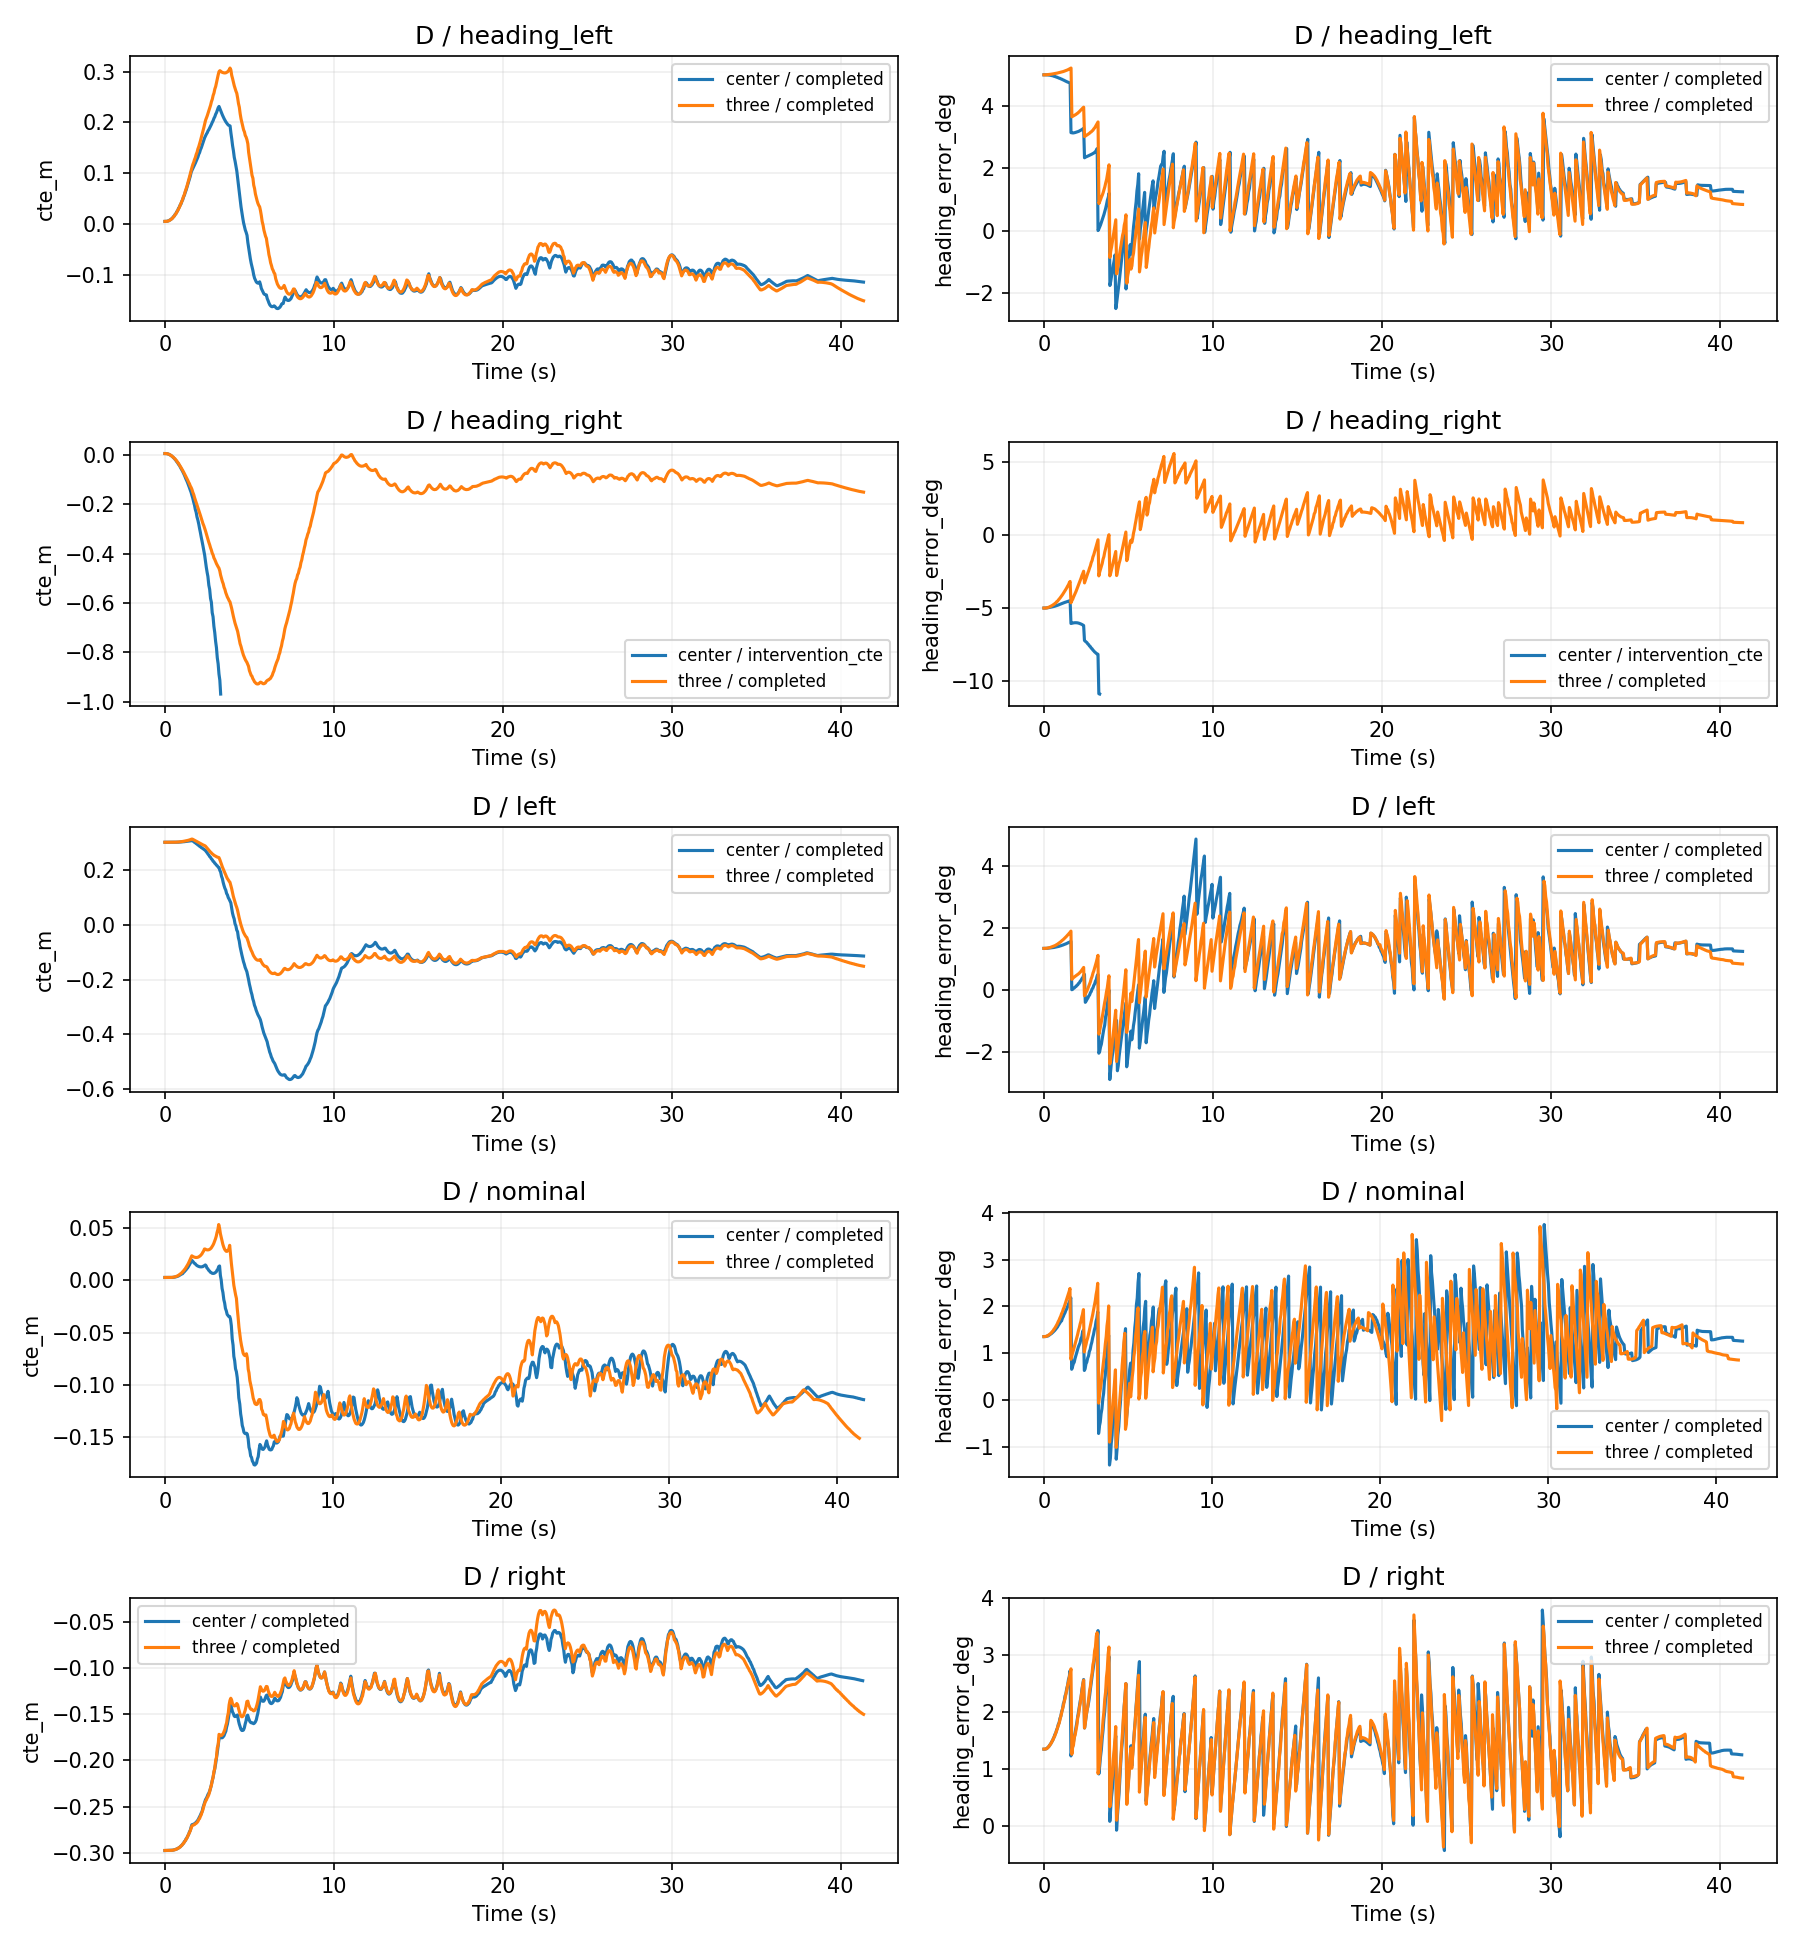 D / heading_left
0.3
0.2
0.1
0.0
−0.1
cte_m
center / completed
three / completed
0
10
20
30
40
Time (s)
D / heading_left
4
2
0
−2
heading_error_deg
center / completed
three / completed
0
10
20
30
40
Time (s)
D / heading_right
0.0
−0.2
−0.4
−0.6
−0.8
−1.0
cte_m
center / intervention_cte
three / completed
0
10
20
30
40
Time (s)
D / heading_right
5
0
−5
−10
heading_error_deg
center / intervention_cte
three / completed
0
10
20
30
40
Time (s)
D / left
0.2
0.0
−0.2
−0.4
−0.6
cte_m
center / completed
three / completed
0
10
20
30
40
Time (s)
D / left
4
2
0
−2
heading_error_deg
center / completed
three / completed
0
10
20
30
40
Time (s)
D / nominal
0.05
0.00
−0.05
−0.10
−0.15
cte_m
center / completed
three / completed
0
10
20
30
40
Time (s)
D / nominal
4
3
2
1
0
−1
heading_error_deg
center / completed
three / completed
0
10
20
30
40
Time (s)
D / right
−0.05
−0.10
−0.15
−0.20
−0.25
−0.30
cte_m
center / completed
three / completed
0
10
20
30
40
Time (s)
D / right
4
3
2
1
0
heading_error_deg
center / completed
three / completed
0
10
20
30
40
Time (s)